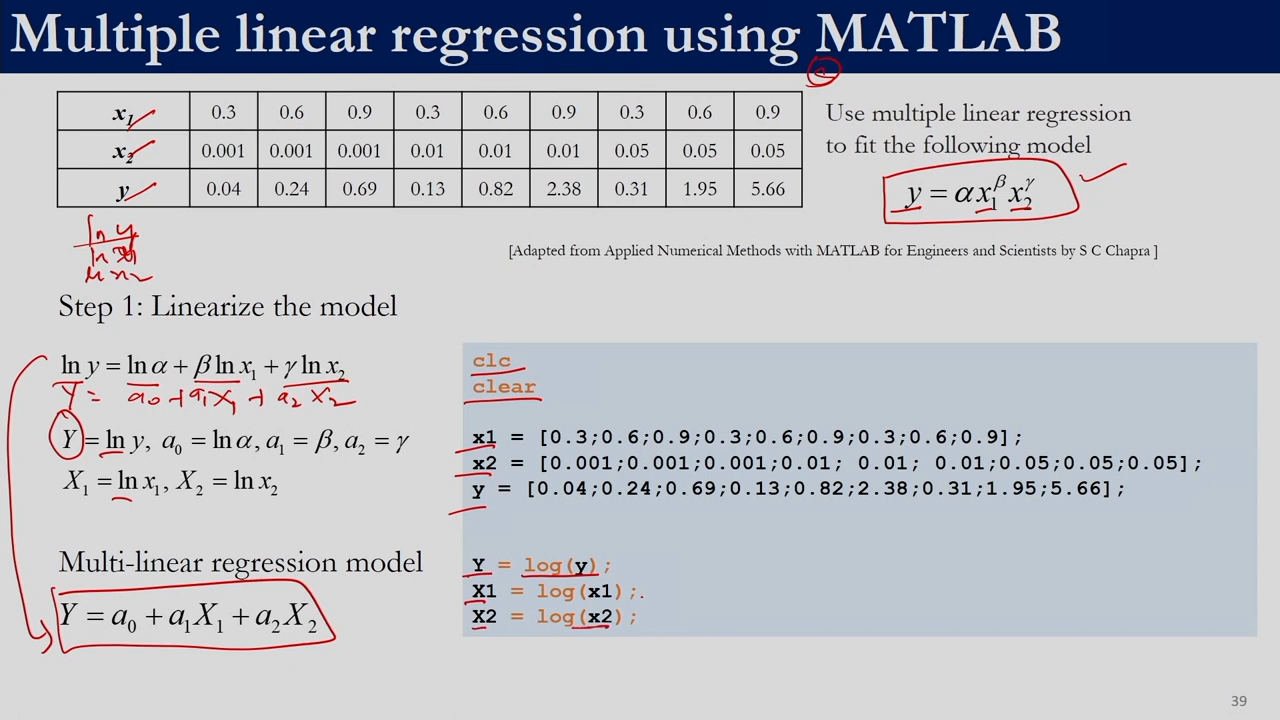 Multiple linear regression using MATLAB
x1 0.3 0.6 0.9 0.3 0.6 0.9 0.3 0.6 0.9
x2 0.001 0.001 0.001 0.01 0.01 0.01 0.05 0.05 0.05
y 0.04 0.24 0.69 0.13 0.82 2.38 0.31 1.95 5.66
Use multiple linear regression
to fit the following model
y = αx₁^β x₂^γ
[Adapted from Applied Numerical Methods with MATLAB for Engineers and Scientists by S C Chapra ]
ln y
ln x1
ln x2
Step 1: Linearize the model
ln y = ln α + β ln x₁ + γ ln x₂
Y = a0 + a1X1 + a2X2
Y = ln y, a₀ = ln α, a₁ = β, a₂ = γ
X₁ = ln x₁, X₂ = ln x₂
Multi-linear regression model
Y = a₀ + a₁X₁ + a₂X₂
clc
clear
x1 = [0.3;0.6;0.9;0.3;0.6;0.9;0.3;0.6;0.9];
x2 = [0.001;0.001;0.001;0.01; 0.01; 0.01;0.05;0.05;0.05];
y = [0.04;0.24;0.69;0.13;0.82;2.38;0.31;1.95;5.66];
Y = log(y);
X1 = log(x1);
X2 = log(x2);
39